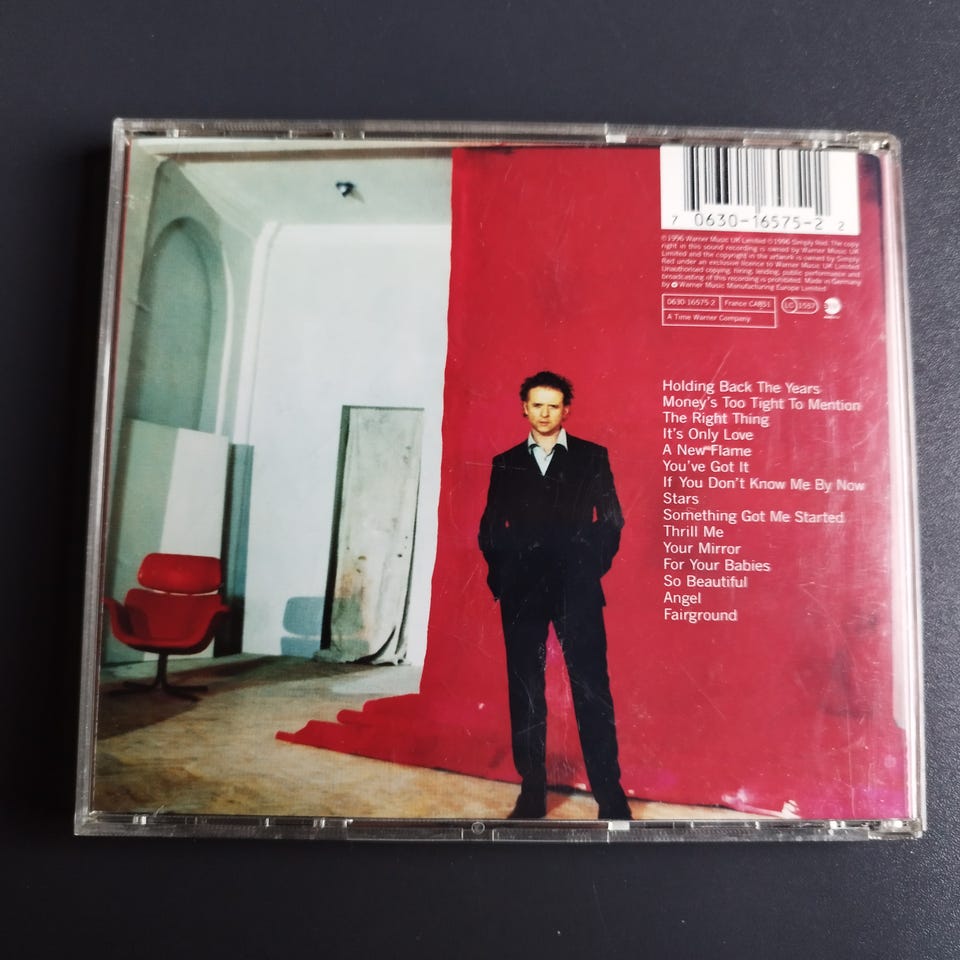 7 0630-16575-2 2
℗1996 Warner Music UK Limited ©1996 Simply Red. The copy
right in this sound recording is owned by Warner Music UK
Limited and the copyright in the artwork is owned by Simply
Red under an exclusive licence to Warner Music UK Limited
Unauthorised copying, hiring, lending, public performance and
broadcasting of this recording is prohibited. Made in Germany
by Warner Music Manufacturing Europe Limited
0630 16575 2 France CA851 LC 1557
A Time Warner Company
Holding Back The Years
Money's Too Tight To Mention
The Right Thing
It's Only Love
A New Flame
You've Got It
If You Don't Know Me By Now
Stars
Something Got Me Started
Thrill Me
Your Mirror
For Your Babies
So Beautiful
Angel
Fairground